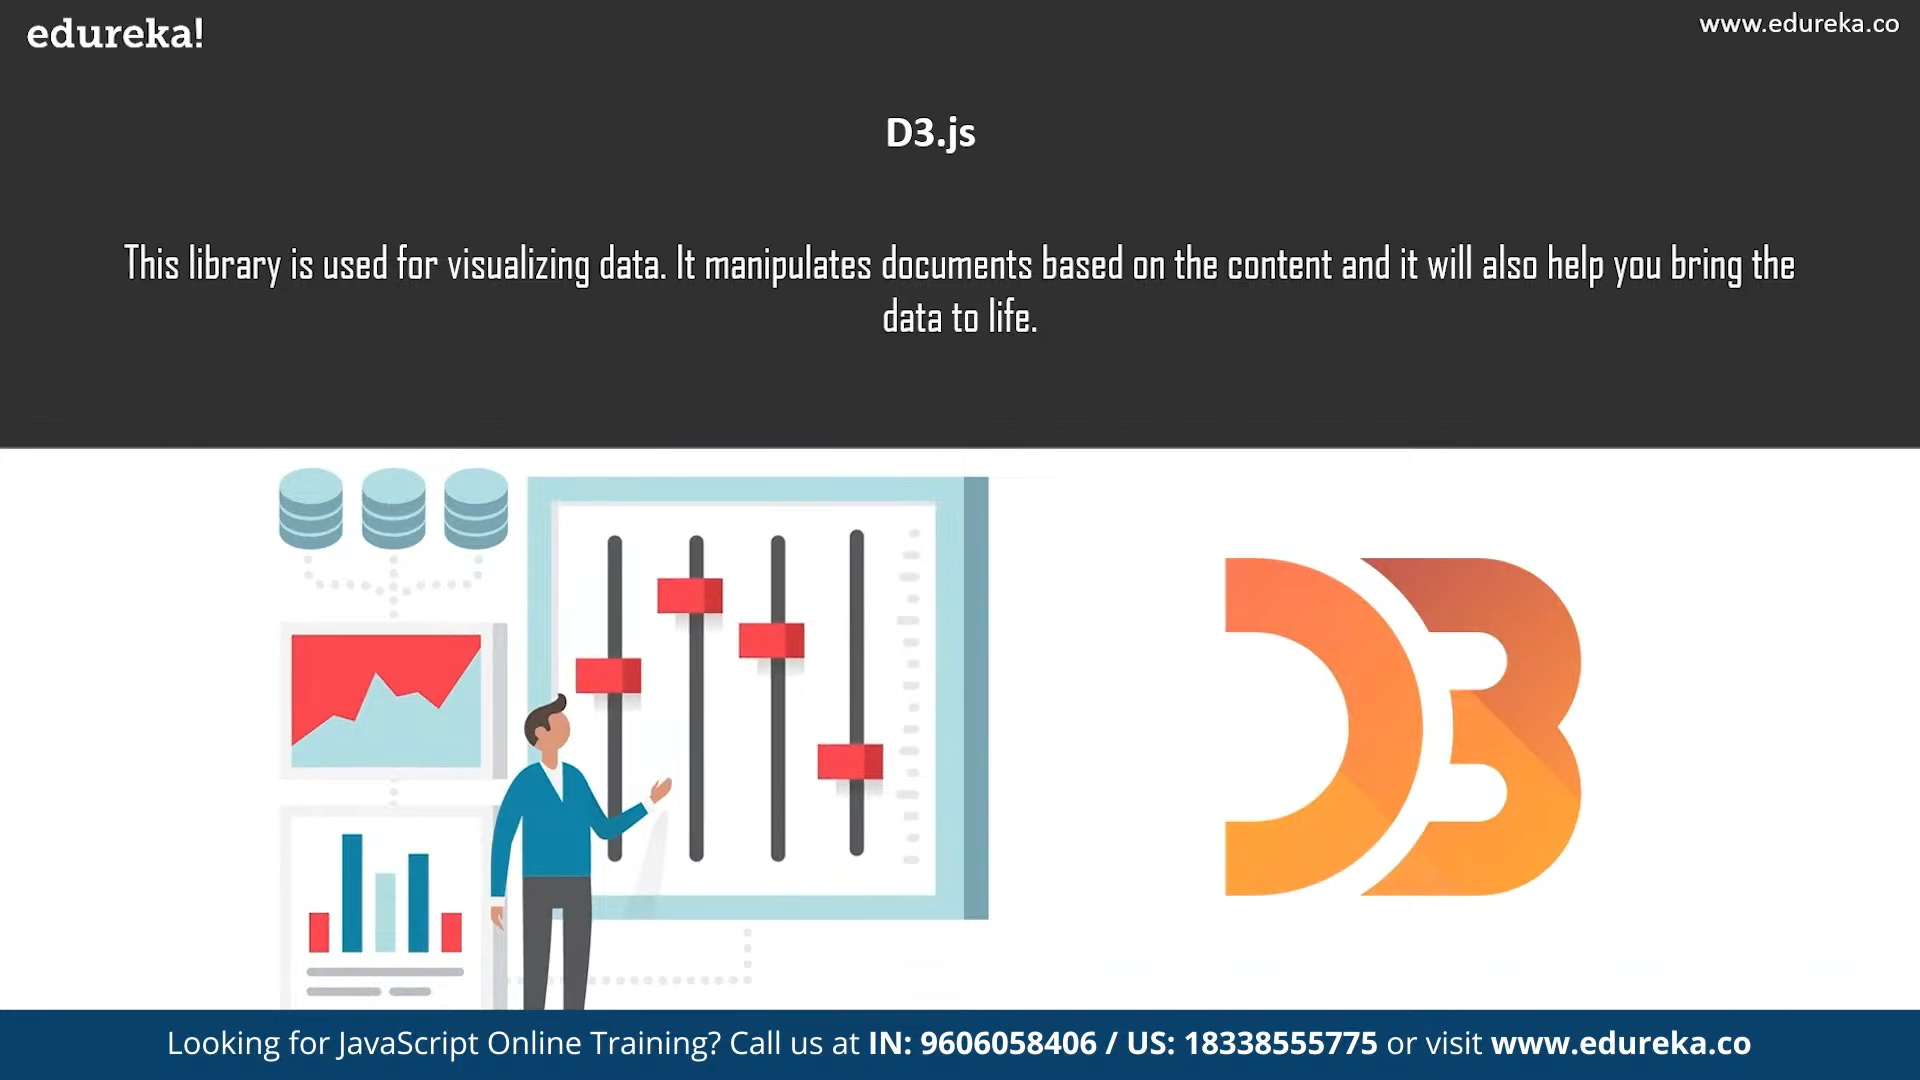 edureka!
www.edureka.co
D3.js
This library is used for visualizing data. It manipulates documents based on the content and it will also help you bring the
data to life.
D3
Looking for JavaScript Online Training? Call us at IN: 9606058406 / US: 18338555775 or visit www.edureka.co